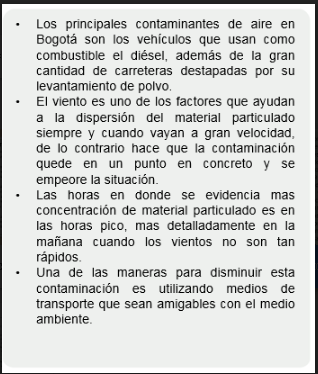 • Los principales contaminantes de aire en
Bogotá son los vehículos que usan como
combustible el diésel, además de la gran
cantidad de carreteras destapadas por su
levantamiento de polvo.
• El viento es uno de los factores que ayudan
a la dispersión del material particulado
siempre y cuando vayan a gran velocidad,
de lo contrario hace que la contaminación
quede en un punto en concreto y se
empeore la situación.
• Las horas en donde se evidencia mas
concentración de material particulado es en
las horas pico, mas detalladamente en la
mañana cuando los vientos no son tan
rápidos.
• Una de las maneras para disminuir esta
contaminación es utilizando medios de
transporte que sean amigables con el medio
ambiente.